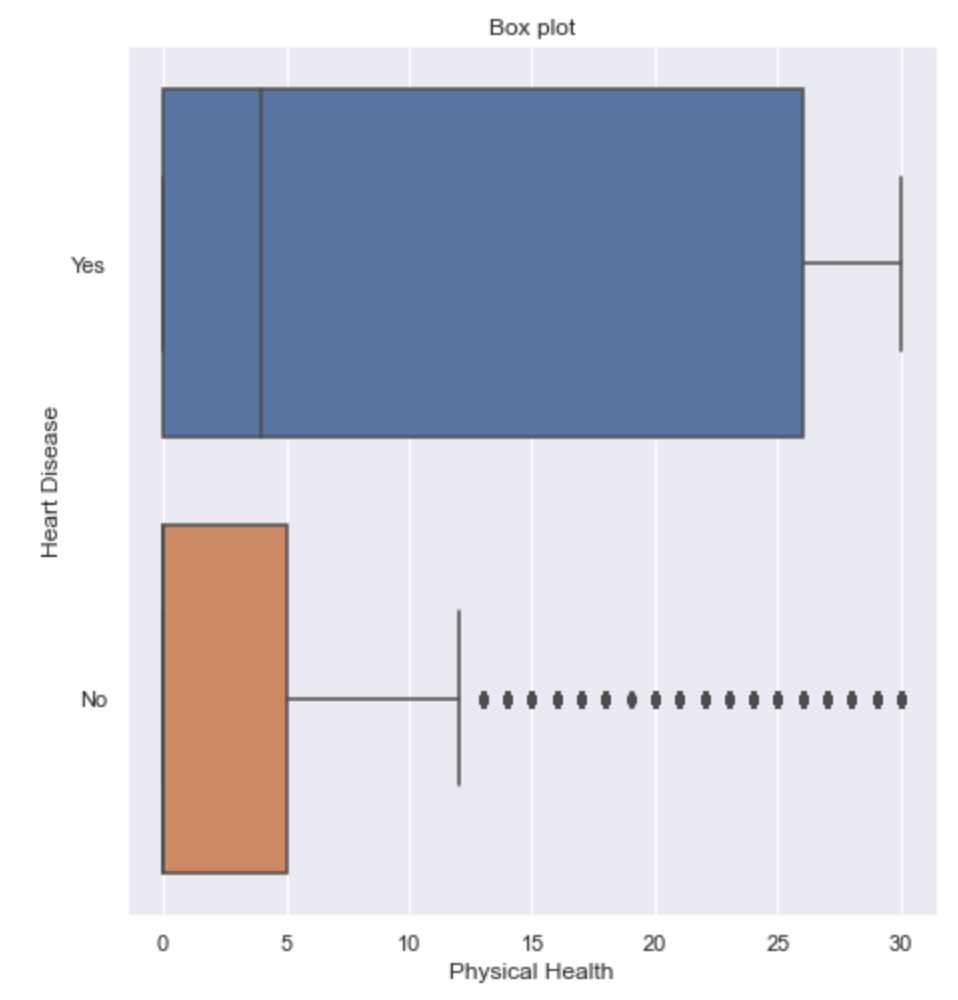 Box plot
Heart Disease
Yes
No
0 5 10 15 20 25 30
Physical Health